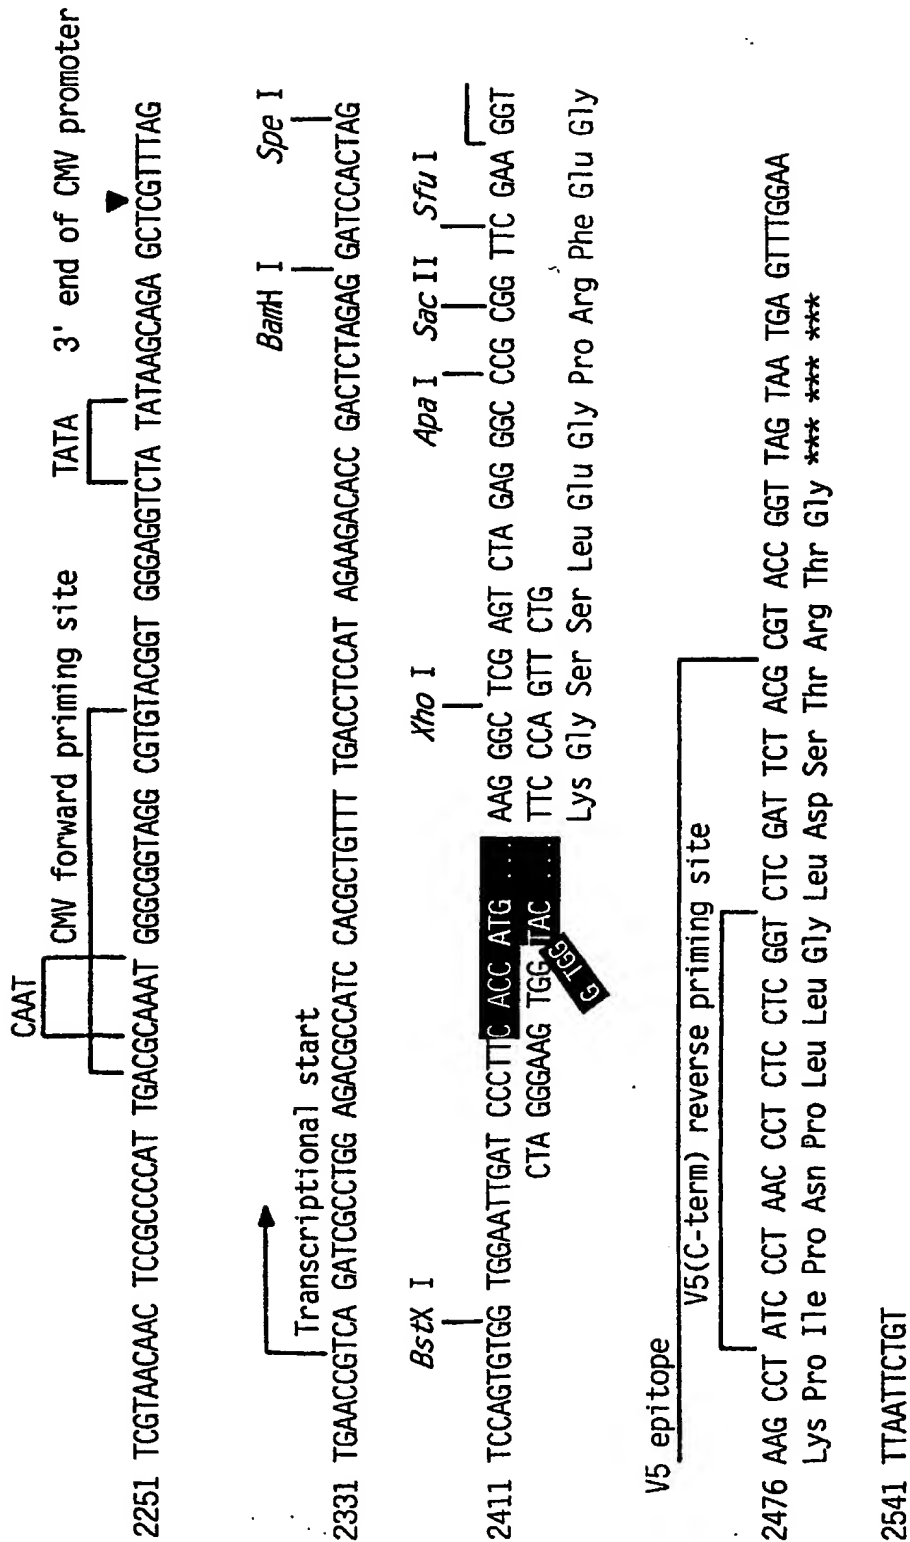 CAAT
CMV forward priming site
TATA
3' end of CMV promoter
2251 TCGTAACAAC TCCGCCCCAT TGACGCAAAT GGGCGGTAGG CGTGTACGGT GGGAGGTCTA TATAAGCAGA GCTCGTTTAG
Transcriptional start
BamH I
Spe I
2331 TGAACCGTCA GATCGCCTGG AGACGCCATC CACGCTGTTT TGACCTCCAT AGAAGACACC GACTCTAGAG GATCCACTAG
BstX I
Xho I
Apa I
Sac II
Sfu I
2411 TCCAGTGTGG TGGAATTGAT CCCTTC ACC ATG ... AAG GGC TCG AGT CTA GAG GGC CCG CGG TTC GAA GGT
CTA GGGAAG TGG TAC ... TTC CCA GTT CTG
G TGG
Lys Gly Ser Ser Leu Glu Gly Pro Arg Phe Glu Gly
V5 epitope
V5(C-term) reverse priming site
2476 AAG CCT ATC CCT AAC CCT CTC CTC GGT CTC GAT TCT ACG CGT ACC GGT TAG TAA TGA GTTTGGAA
Lys Pro Ile Pro Asn Pro Leu Leu Gly Leu Asp Ser Thr Arg Thr Gly *** *** ***
2541 TTAATTCTGT